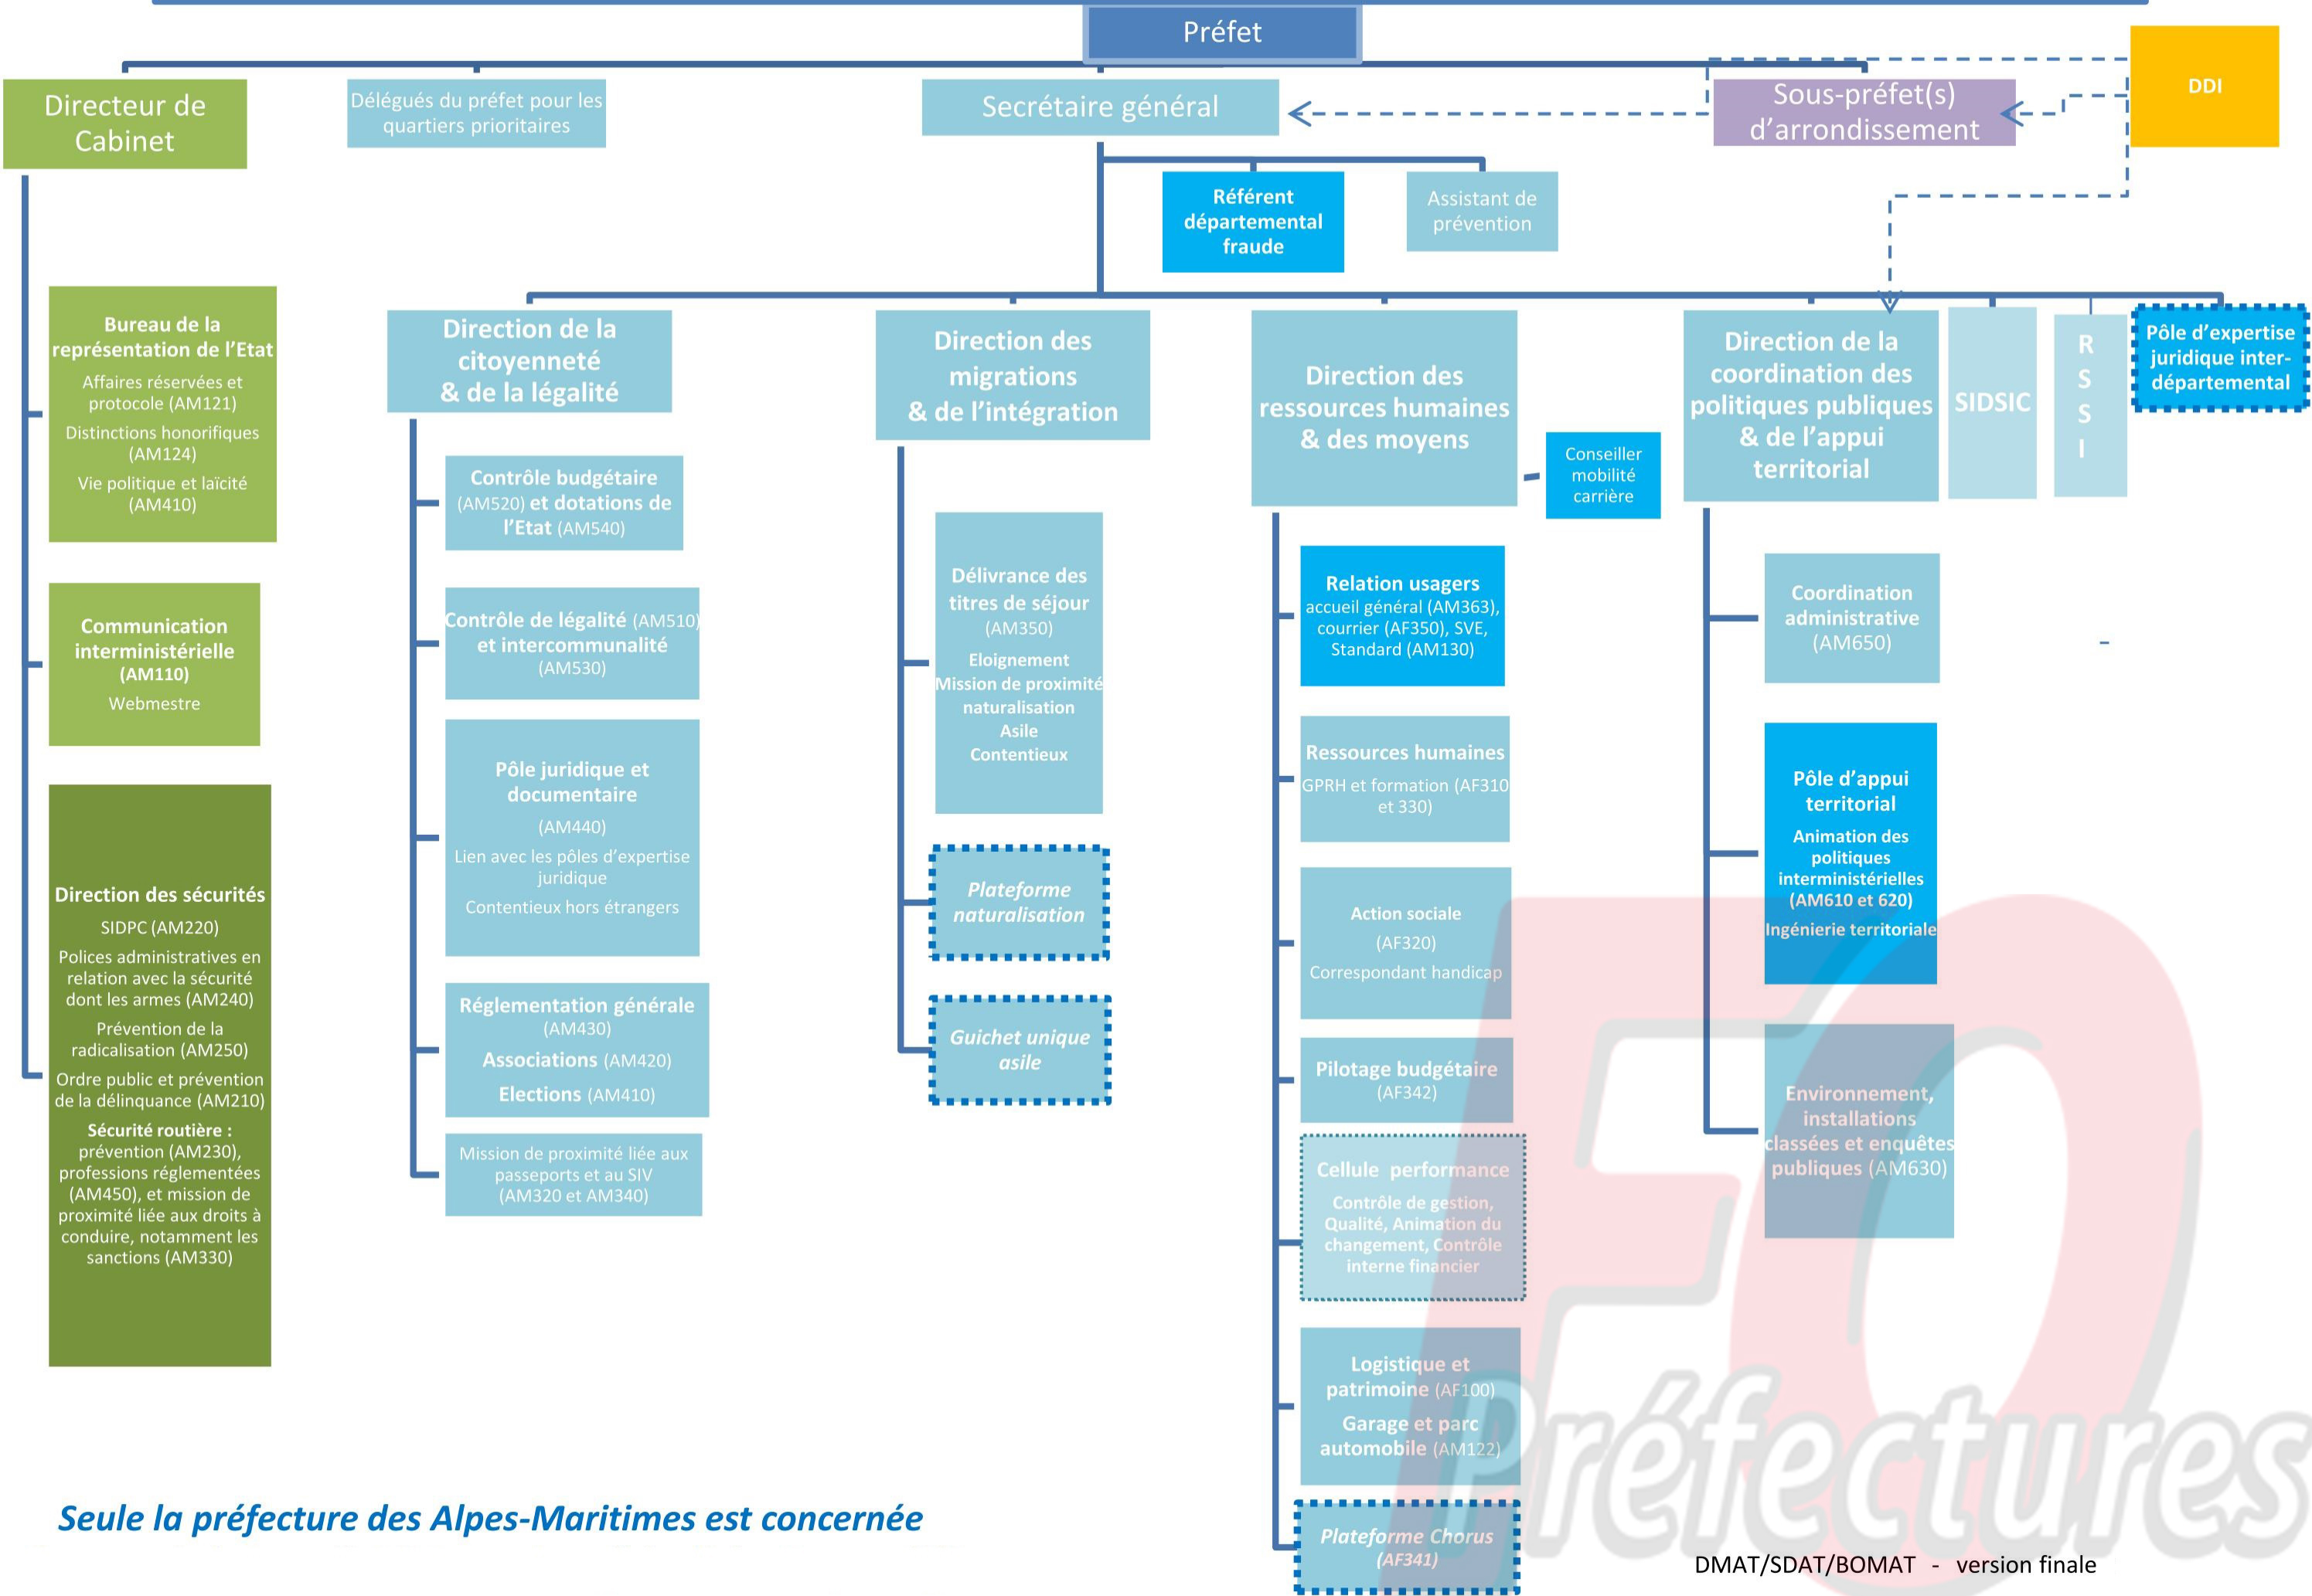 Préfet
DDI
Directeur de
Cabinet
Délégués du préfet pour les
quartiers prioritaires
Secrétaire général
Sous-préfet(s)
d’arrondissement
Référent
départemental
fraude
Assistant de
prévention
Bureau de la
représentation de l’Etat
Affaires réservées et
protocole (AM121)
Distinctions honorifiques
(AM124)
Vie politique et laïcité
(AM410)
Communication
interministérielle
(AM110)
Webmestre
Direction des sécurités
SIDPC (AM220)
Polices administratives en
relation avec la sécurité
dont les armes (AM240)
Prévention de la
radicalisation (AM250)
Ordre public et prévention
de la délinquance (AM210)
Sécurité routière :
prévention (AM230),
professions réglementées
(AM450), et mission de
proximité liée aux droits à
conduire, notamment les
sanctions (AM330)
Direction de la
citoyenneté
& de la légalité
Contrôle budgétaire
(AM520) et dotations de
l’Etat (AM540)
Contrôle de légalité (AM510)
et intercommunalité
(AM530)
Pôle juridique et
documentaire
(AM440)
Lien avec les pôles d’expertise
juridique
Contentieux hors étrangers
Réglementation générale
(AM430)
Associations (AM420)
Elections (AM410)
Mission de proximité liée aux
passeports et au SIV
(AM320 et AM340)
Direction des
migrations
& de l’intégration
Délivrance des
titres de séjour
(AM350)
Eloignement
Mission de proximité
naturalisation
Asile
Contentieux
Plateforme
naturalisation
Guichet unique
asile
Direction des
ressources humaines
& des moyens
Conseiller
mobilité
carrière
Relation usagers
accueil général (AM363),
courrier (AF350), SVE,
Standard (AM130)
Ressources humaines
GPRH et formation (AF310
et 330)
Action sociale
(AF320)
Correspondant handicap
Pilotage budgétaire
(AF342)
Cellule  performance
Contrôle de gestion,
Qualité, Animation du
changement, Contrôle
interne financier
Logistique et
patrimoine (AF100)
Garage et parc
automobile (AM122)
Plateforme Chorus
(AF341)
Direction de la
coordination des
politiques publiques
& de l’appui
territorial
Coordination
administrative
(AM650)
-
Pôle d’appui
territorial
Animation des
politiques
interministérielles
(AM610 et 620)
Ingénierie territoriale
Environnement,
installations
classées et enquêtes
publiques (AM630)
SIDSIC
R
S
S
I
Pôle d’expertise
juridique inter-
départemental
FO
Préfectures
Seule la préfecture des Alpes-Maritimes est concernée
DMAT/SDAT/BOMAT  -  version finale